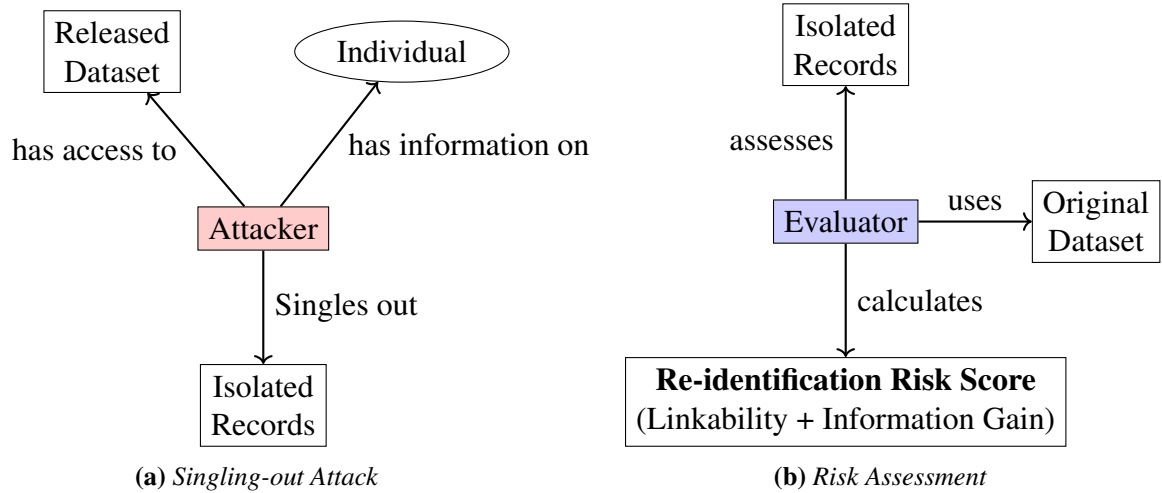 Released
Dataset
Individual
has access to
has information on
Attacker
Singles out
Isolated
Records
(a) Singling-out Attack
Isolated
Records
assesses
Evaluator
uses
Original
Dataset
calculates
Re-identification Risk Score
(Linkability + Information Gain)
(b) Risk Assessment